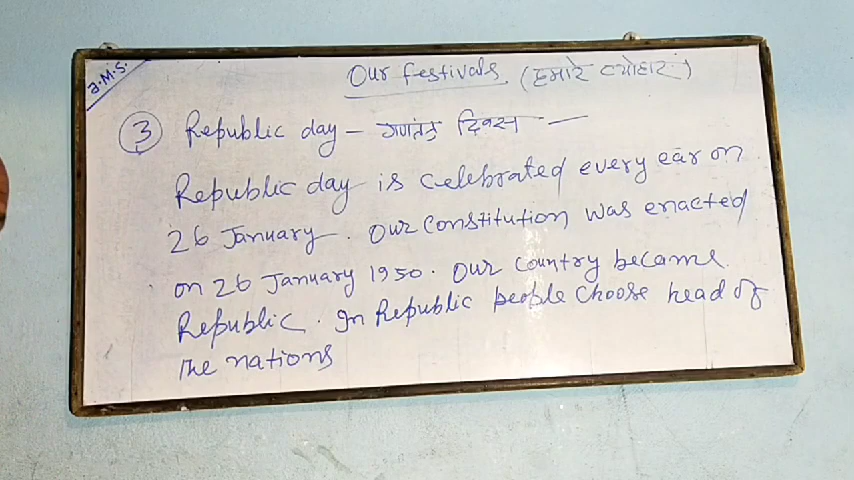 a.M.S.
Our festivals (हमारे त्योहार)
3 Republic day - गणतंत्र दिवस -
Republic day is celebrated every ear on
26 January. Our constitution was enacted
on 26 January 1950. Our country became
Republic. In Republic people choose head of
the nations